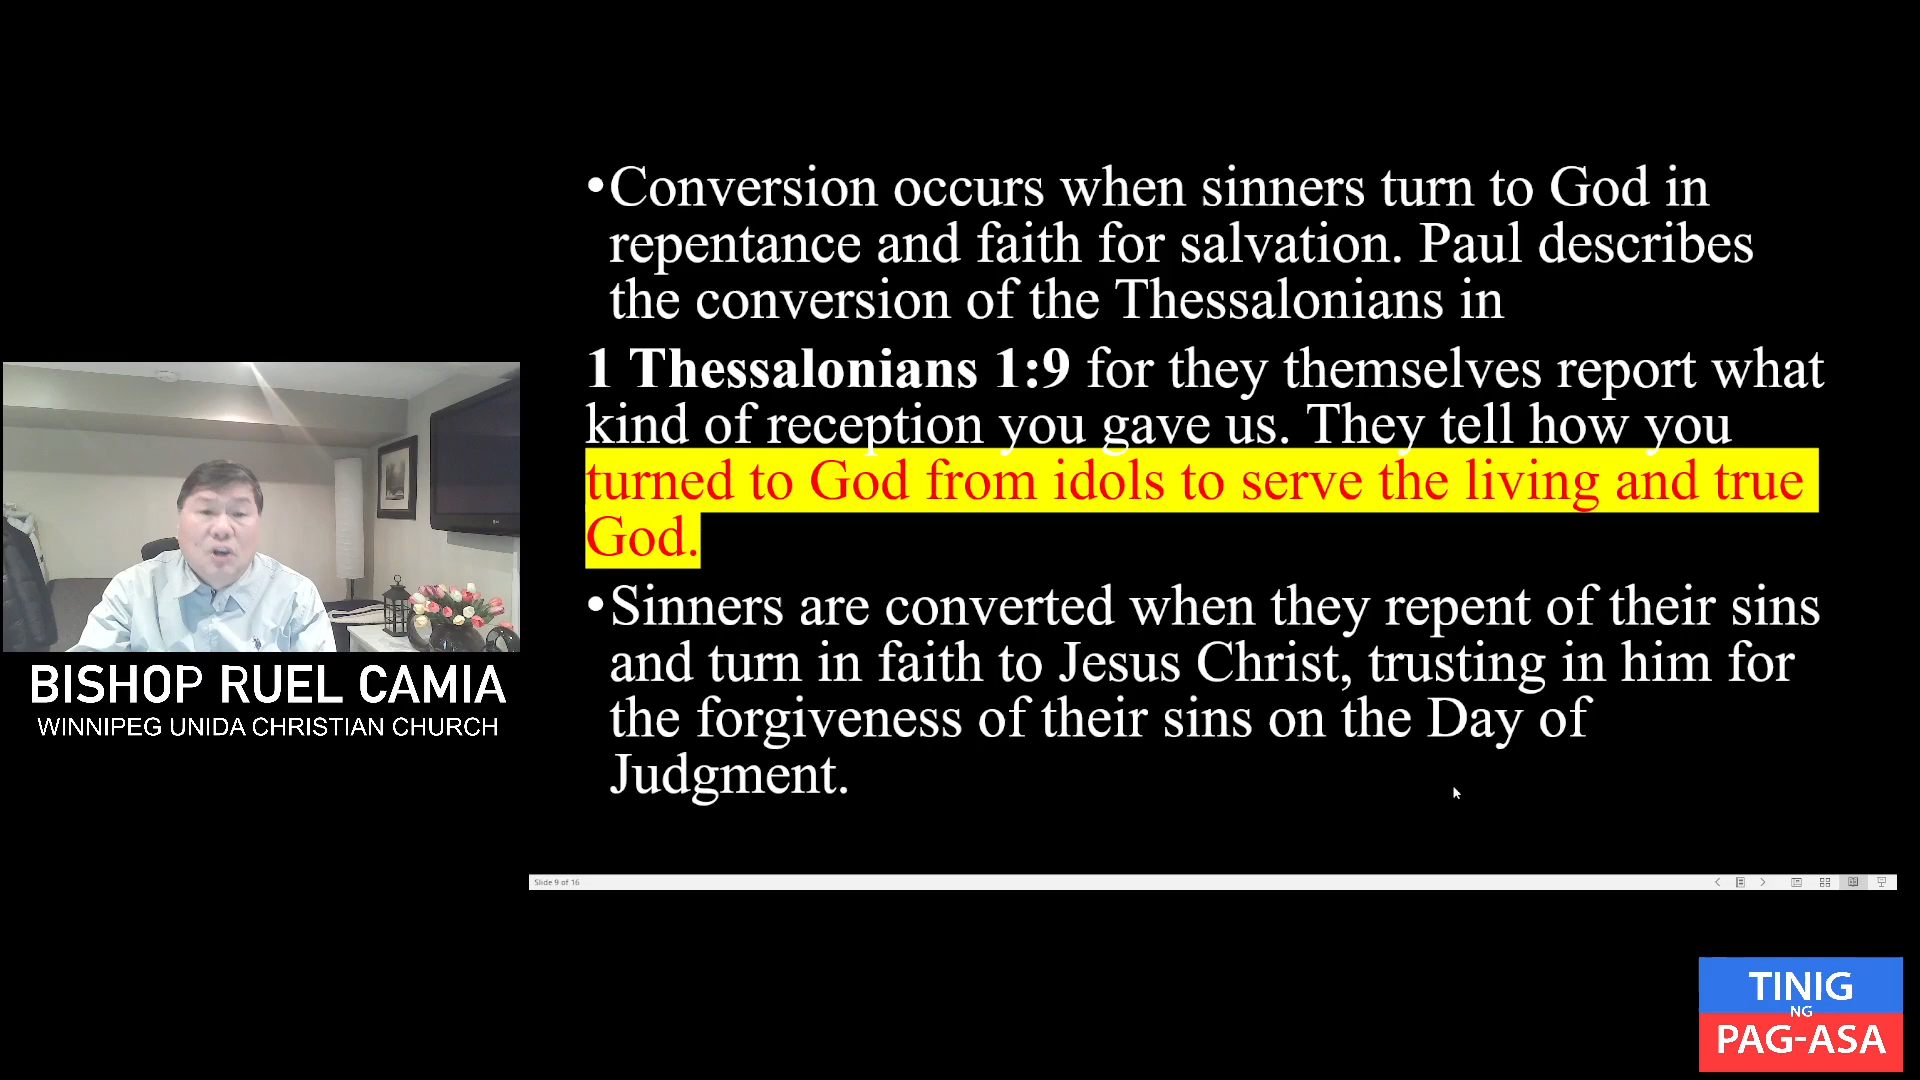 •Conversion occurs when sinners turn to God in
repentance and faith for salvation. Paul describes
the conversion of the Thessalonians in
1 Thessalonians 1:9 for they themselves report what
kind of reception you gave us. They tell how you
turned to God from idols to serve the living and true
God.
•Sinners are converted when they repent of their sins
and turn in faith to Jesus Christ, trusting in him for
the forgiveness of their sins on the Day of
Judgment.
BISHOP RUEL CAMIA
WINNIPEG UNIDA CHRISTIAN CHURCH
Slide 9 of 16
TINIG
NG
PAG-ASA